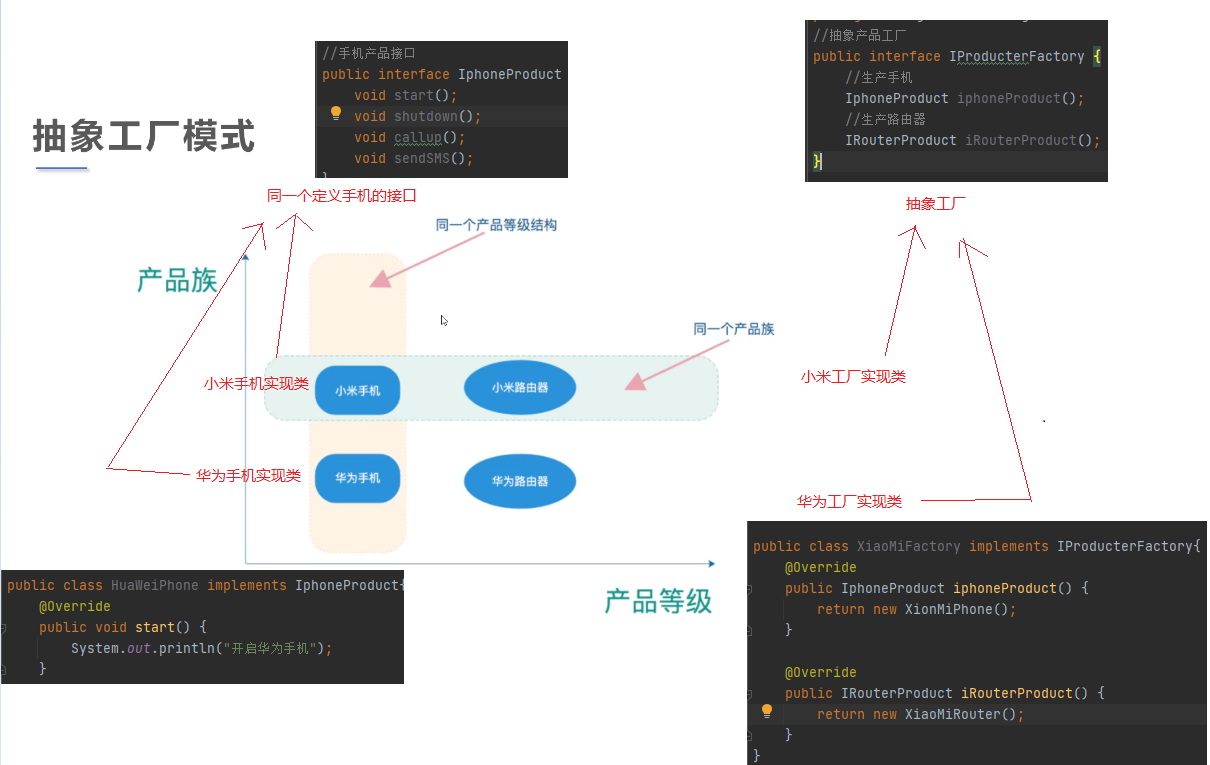 抽象工厂模式
//手机产品接口
public interface IphoneProduct
void start();
void shutdown();
void callup();
void sendSMS();
}
//抽象产品工厂
public interface IProducterFactory {
//生产手机
IphoneProduct iphoneProduct();
//生产路由器
IRouterProduct iRouterProduct();
}
同一个定义手机的接口
抽象工厂
同一个产品等级结构
产品族
同一个产品族
小米手机实现类
小米手机
小米路由器
小米工厂实现类
华为手机实现类
华为手机
华为路由器
华为工厂实现类
产品等级
public class HuaWeiPhone implements IphoneProduct{
@Override
public void start() {
System.out.println("开启华为手机");
}
public class XiaoMiFactory implements IProducterFactory{
@Override
public IphoneProduct iphoneProduct() {
return new XionMiPhone();
}
@Override
public IRouterProduct iRouterProduct() {
return new XiaoMiRouter();
}
}